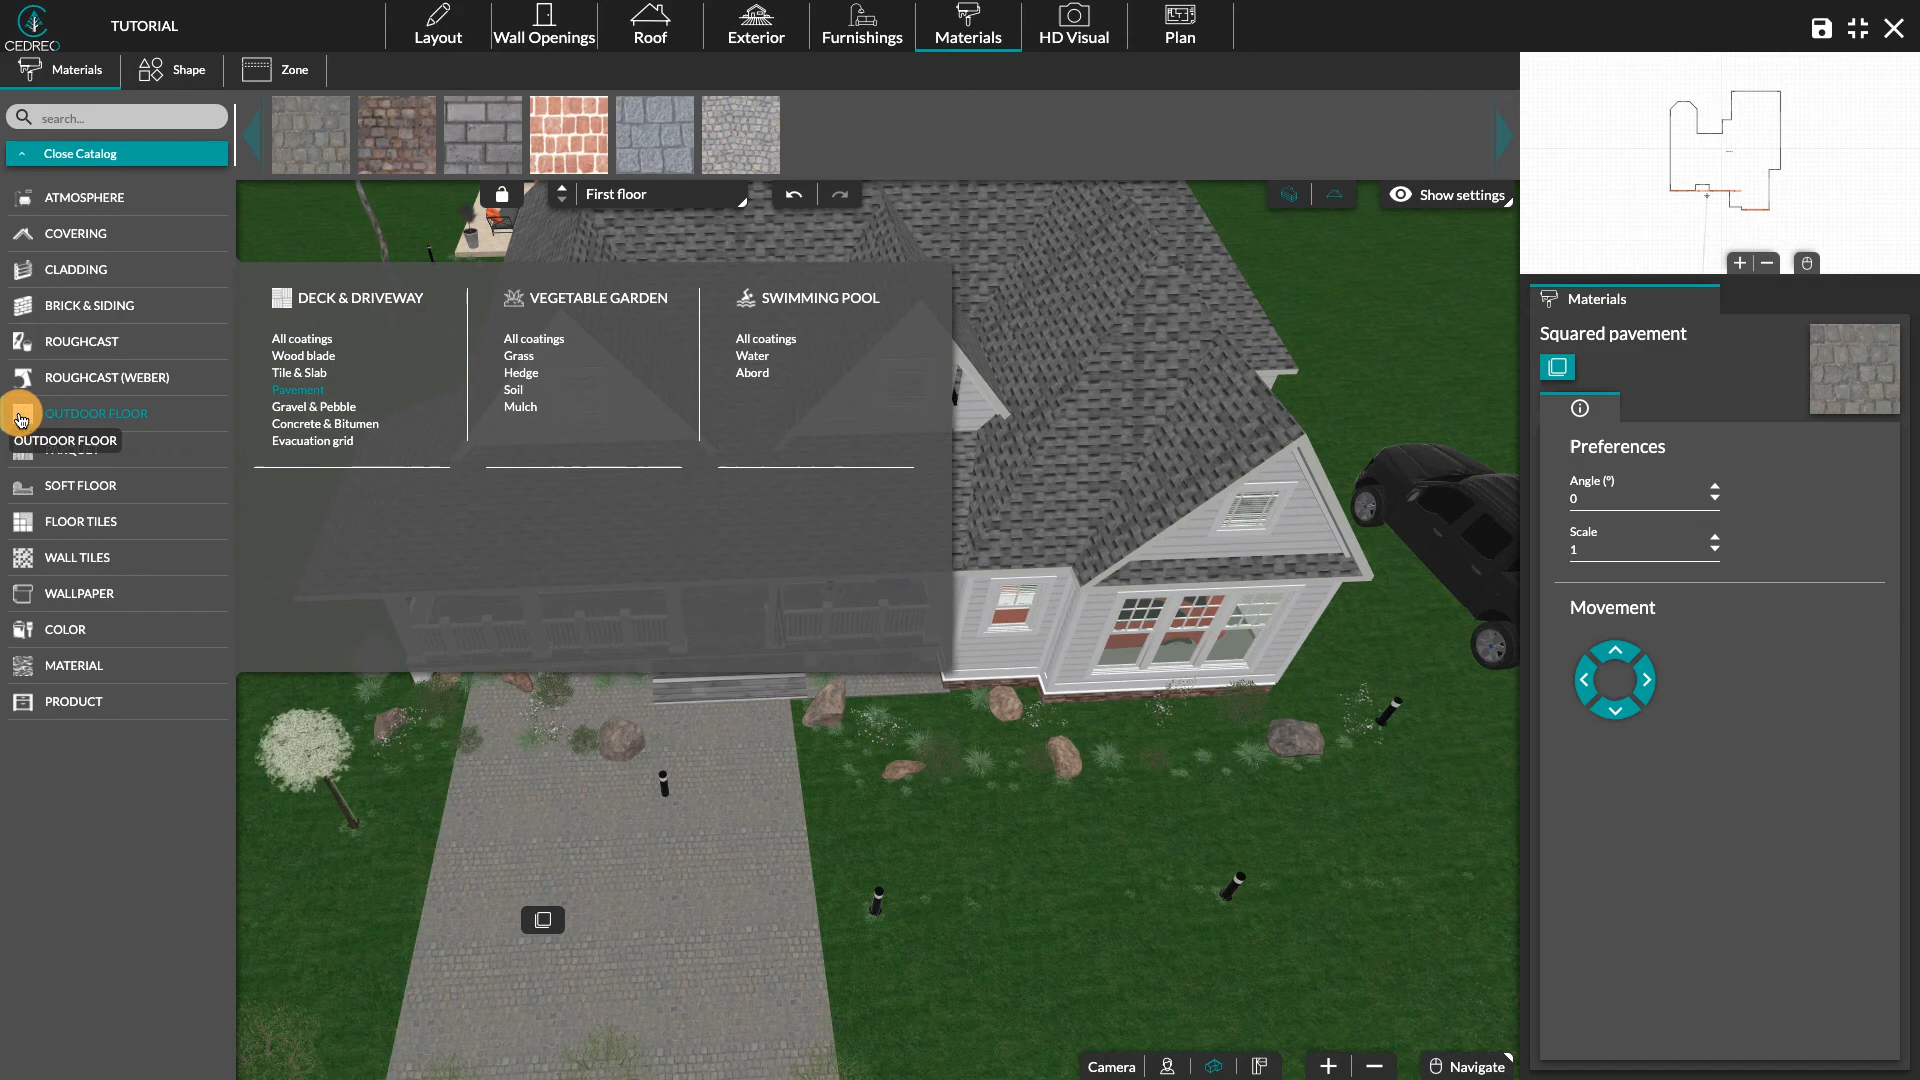 CEDREO
TUTORIAL
Layout
Wall Openings
Roof
Exterior
Furnishings
Materials
HD Visual
Plan
Materials
Shape
Zone
search...
Close Catalog
ATMOSPHERE
COVERING
CLADDING
BRICK & SIDING
ROUGHCAST
ROUGHCAST (WEBER)
OUTDOOR FLOOR
OUTDOOR FLOOR
SOFT FLOOR
FLOOR TILES
WALL TILES
WALLPAPER
COLOR
MATERIAL
PRODUCT
First floor
Show settings
DECK & DRIVEWAY
All coatings
Wood blade
Tile & Slab
Pavement
Gravel & Pebble
Concrete & Bitumen
Evacuation grid
VEGETABLE GARDEN
All coatings
Grass
Hedge
Soil
Mulch
SWIMMING POOL
All coatings
Water
Abord
Materials
Squared pavement
Preferences
Angle (º)
0
Scale
1
Movement
Camera
Navigate